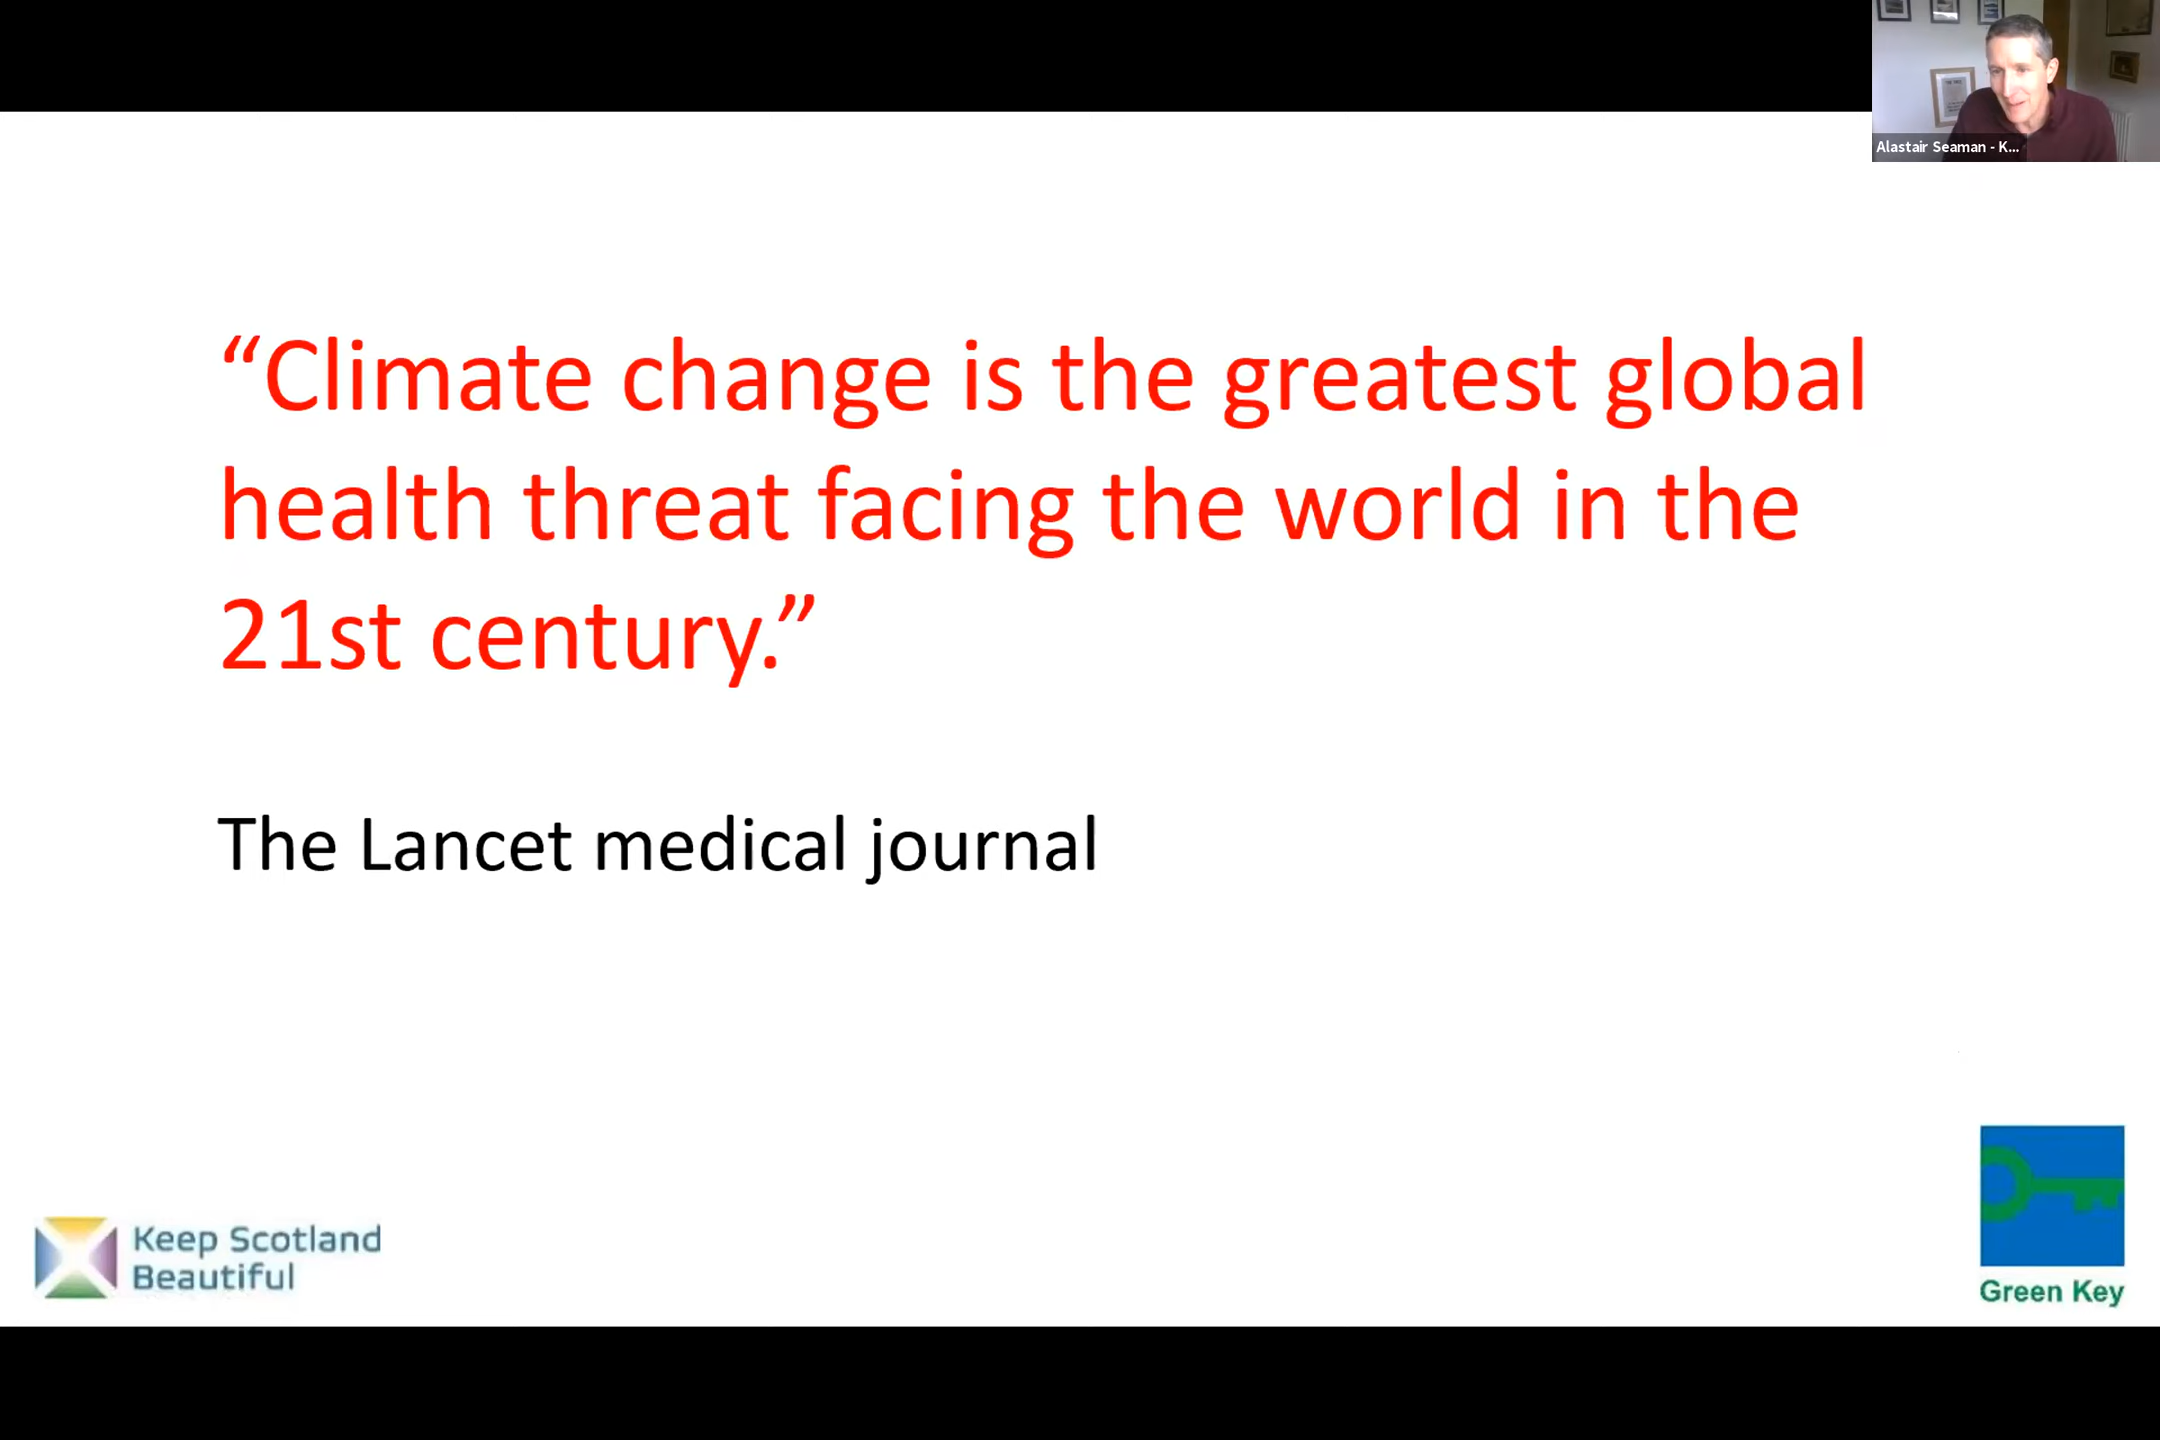 Alastair Seaman - K...
“Climate change is the greatest global
health threat facing the world in the
21st century.”
The Lancet medical journal
Keep Scotland
Beautiful
Green Key